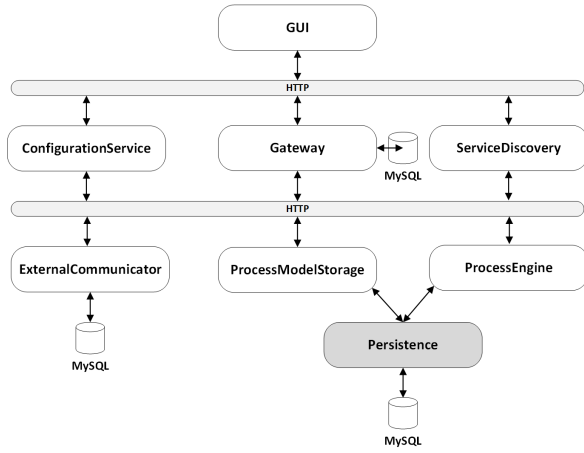 GUI
HTTP
ConfigurationService
Gateway
MySQL
ServiceDiscovery
HTTP
ExternalCommunicator
ProcessModelStorage
ProcessEngine
MySQL
Persistence
MySQL